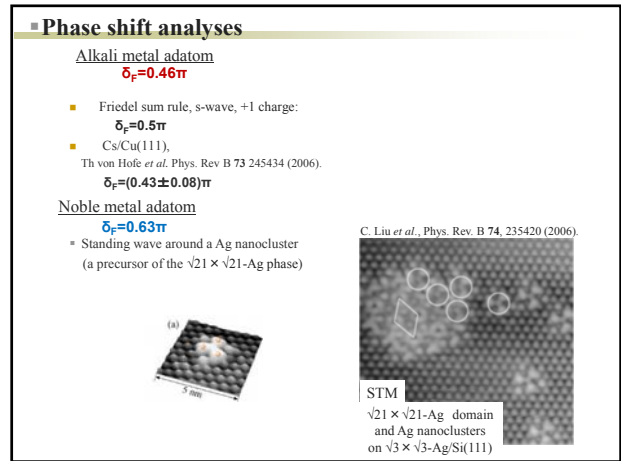 Phase shift analyses
Alkali metal adatom
δF=0.46π
Friedel sum rule, s-wave, +1 charge:
δF=0.5π
Cs/Cu(111),
Th von Hofe et al. Phys. Rev B 73 245434 (2006).
δF=(0.43±0.08)π
Noble metal adatom
δF=0.63π
Standing wave around a Ag nanocluster
(a precursor of the √21 × √21-Ag phase)
C. Liu et al., Phys. Rev. B 74, 235420 (2006).
(a)
5 nm
STM
√21 × √21-Ag domain
and Ag nanoclusters
on √3 × √3-Ag/Si(111)